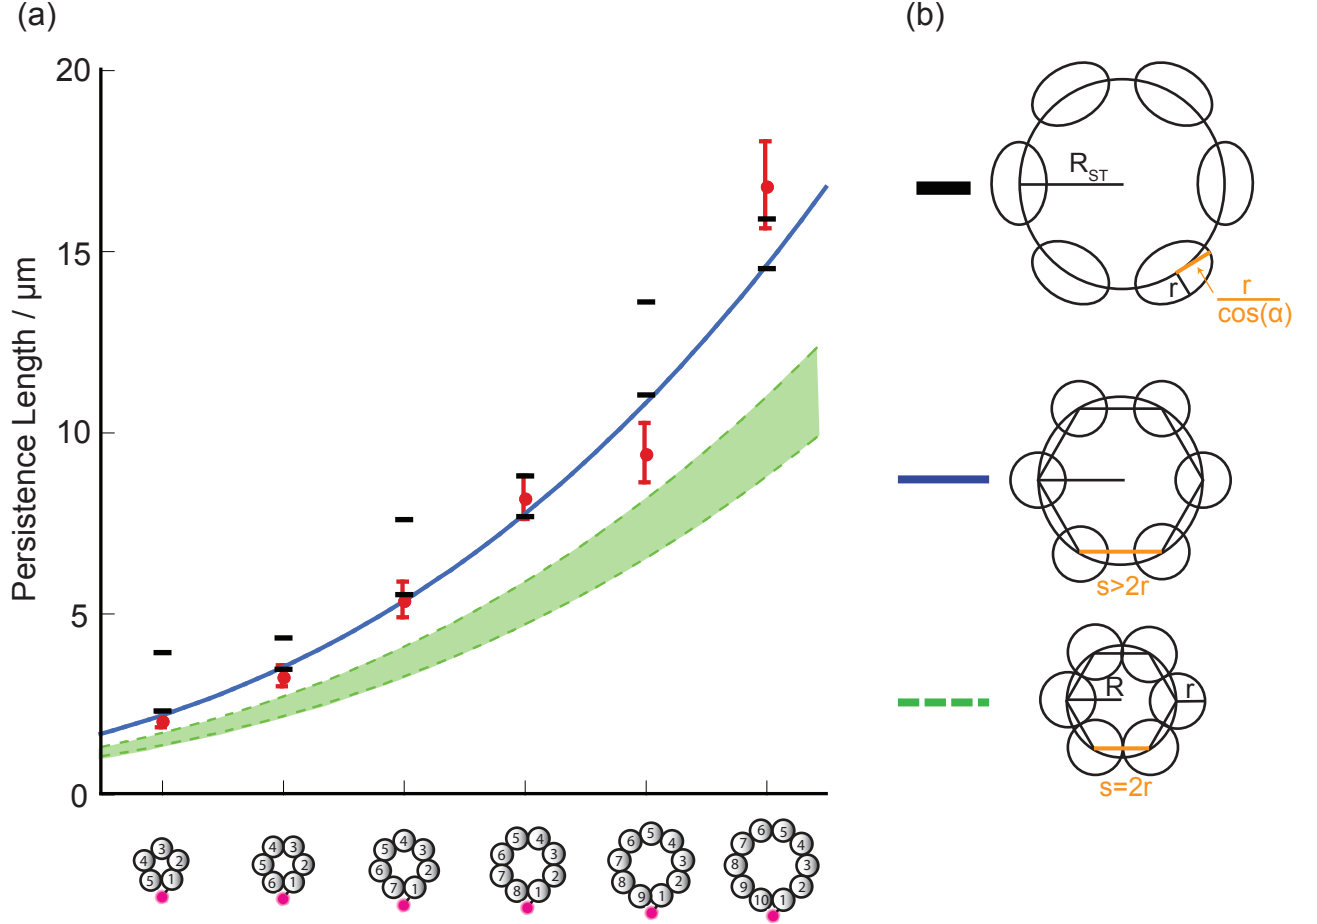 (a)
(b)
Persistence Length / μm
20
15
10
5
0
R_ST
r
r
cos(α)
s>2r
R
r
s=2r
3
4 2
5 1
4 3
5 2
6 1
4
5 3
6 2
7 1
5 4
6 3
7 2
8 1
5
6 4
7 3
8 2
9 1
6 5
7 4
8 3
9 2
10 1